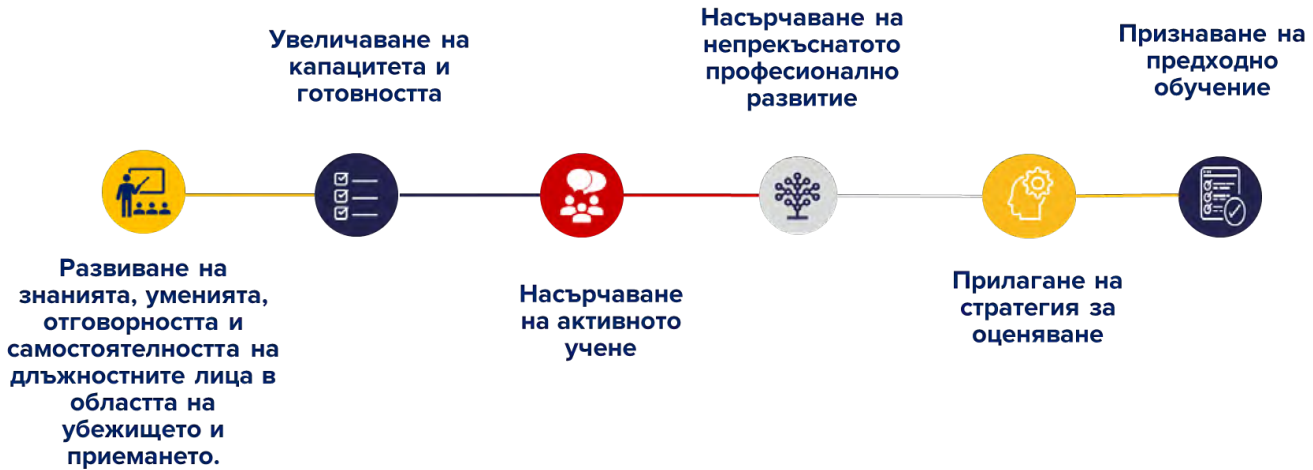 Развиване на
знанията, уменията,
отговорността и
самостоятелността на
длъжностните лица в
областта на
убежището и
приемането.
Увеличаване на
капацитета и
готовността
Насърчаване
на активното
учене
Насърчаване на
непрекъснатото
професионално
развитие
Прилагане на
стратегия за
оценяване
Признаване на
предходно
обучение